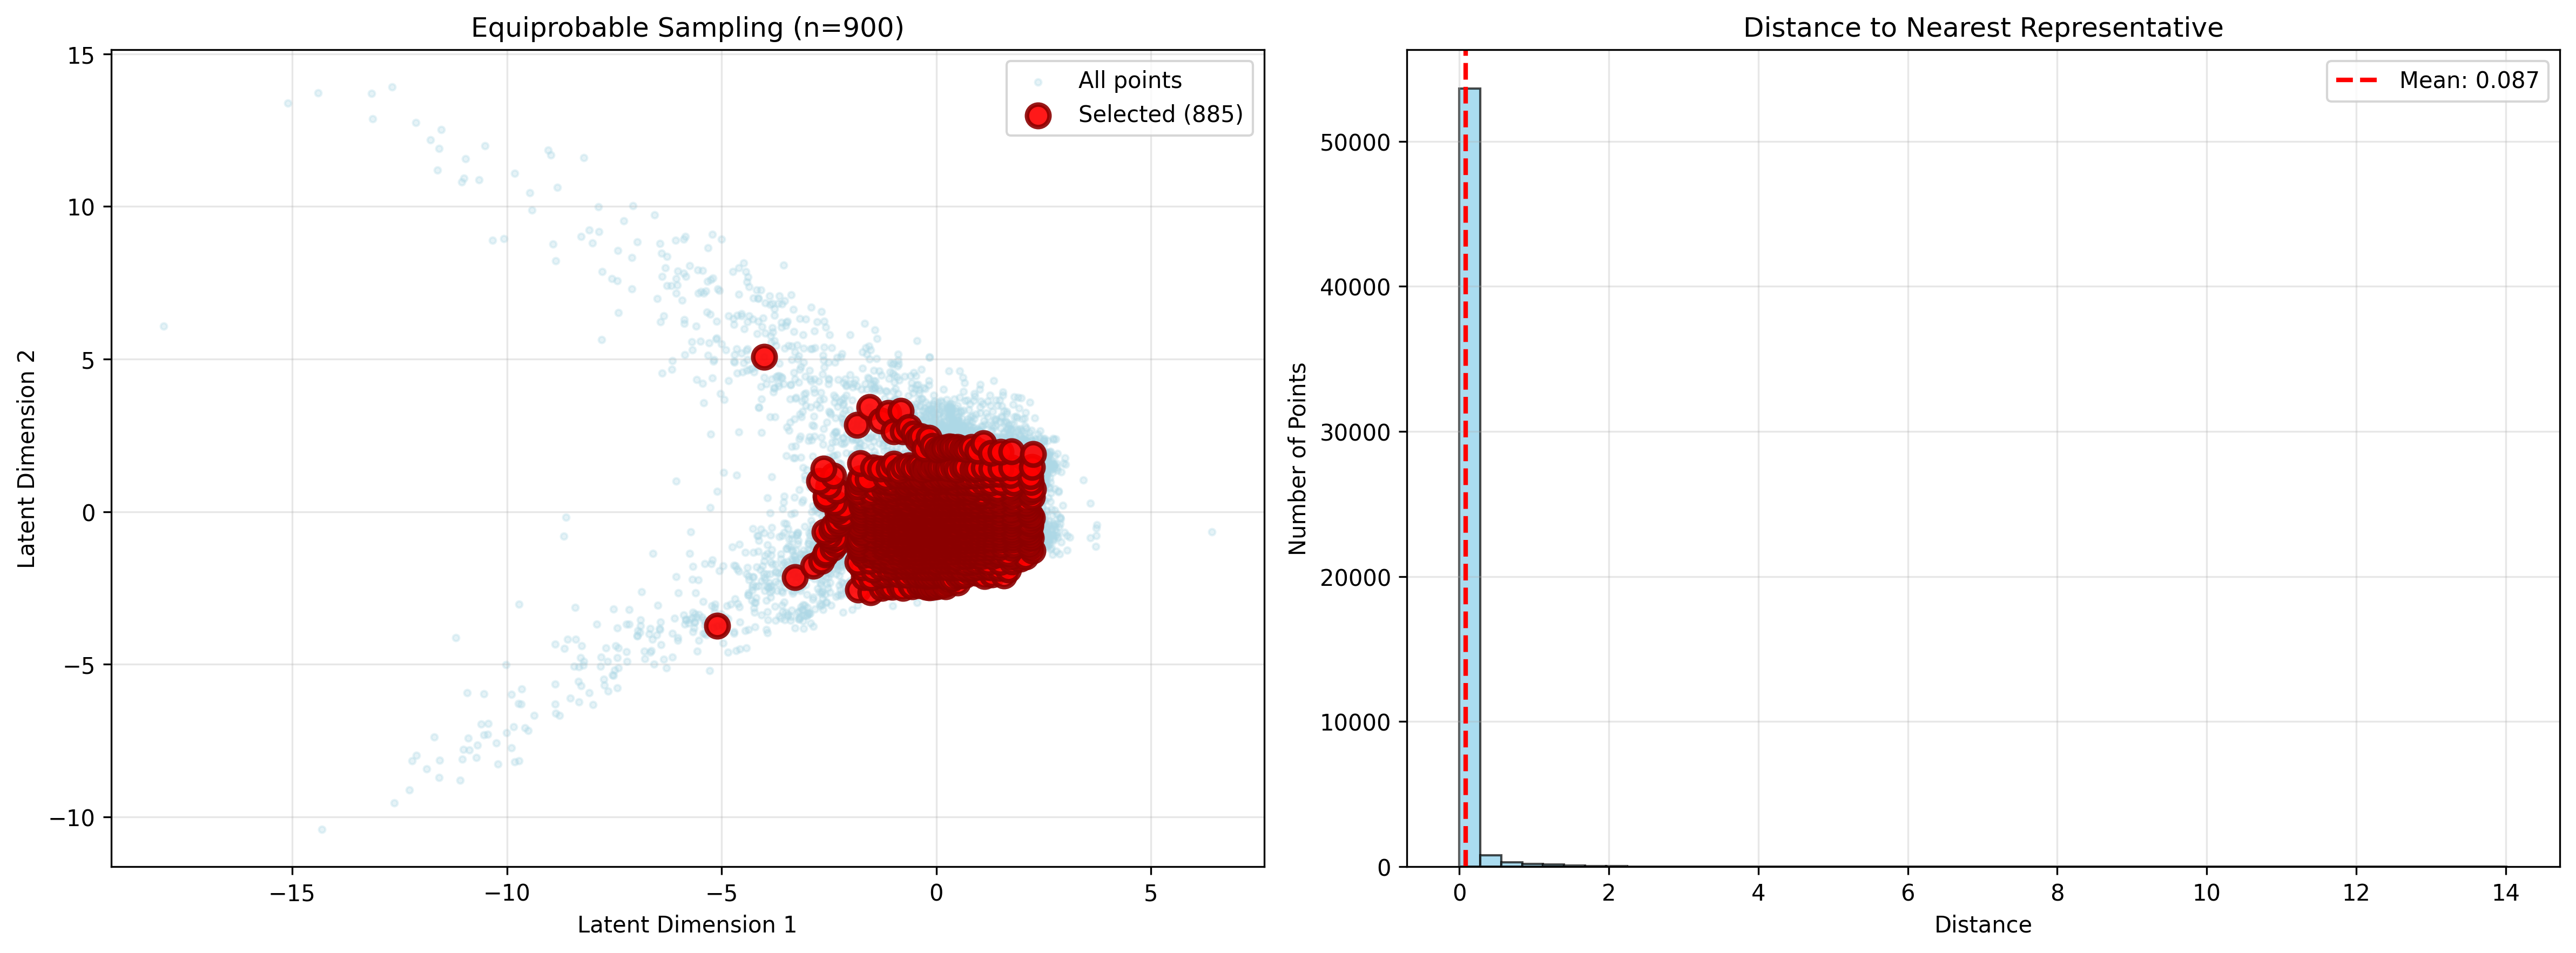 Equiprobable Sampling (n=900)
All points
Selected (885)
15
10
5
0
−5
−10
Latent Dimension 2
−15
−10
−5
0
5
Latent Dimension 1
Distance to Nearest Representative
Mean: 0.087
50000
40000
30000
20000
10000
0
Number of Points
0
2
4
6
8
10
12
14
Distance